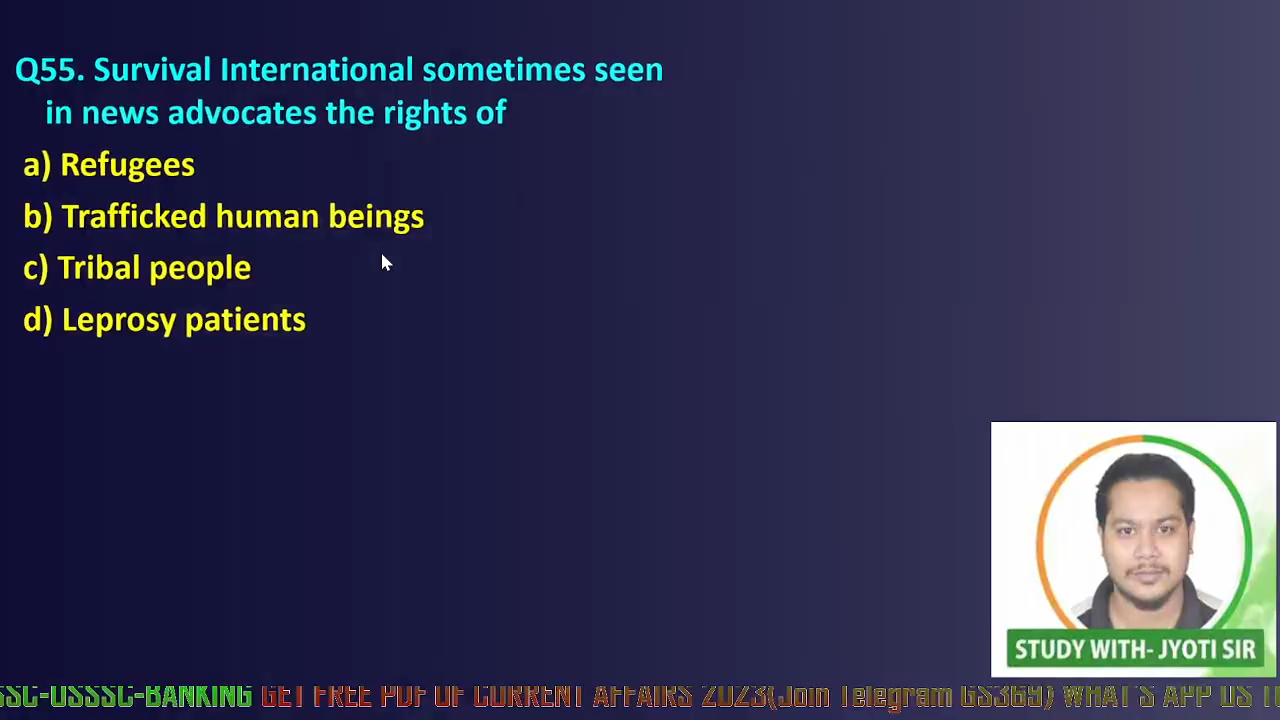 Q55. Survival International sometimes seen
in news advocates the rights of
a) Refugees
b) Trafficked human beings
c) Tribal people
d) Leprosy patients
STUDY WITH- JYOTI SIR
SSC-OSSSC-BANKING GET FREE PDF OF CURRENT AFFAIRS 2023(Join Telegram GS369) WHAT'S APP US